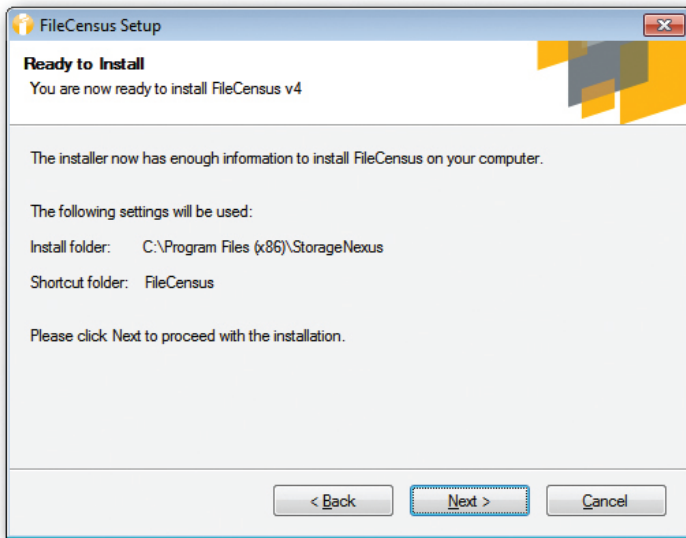 FileCensus Setup
Ready to Install
You are now ready to install FileCensus v4
The installer now has enough information to install FileCensus on your computer.
The following settings will be used:
Install folder: C:\Program Files (x86)\StorageNexus
Shortcut folder: FileCensus
Please click Next to proceed with the installation.
< Back Next > Cancel